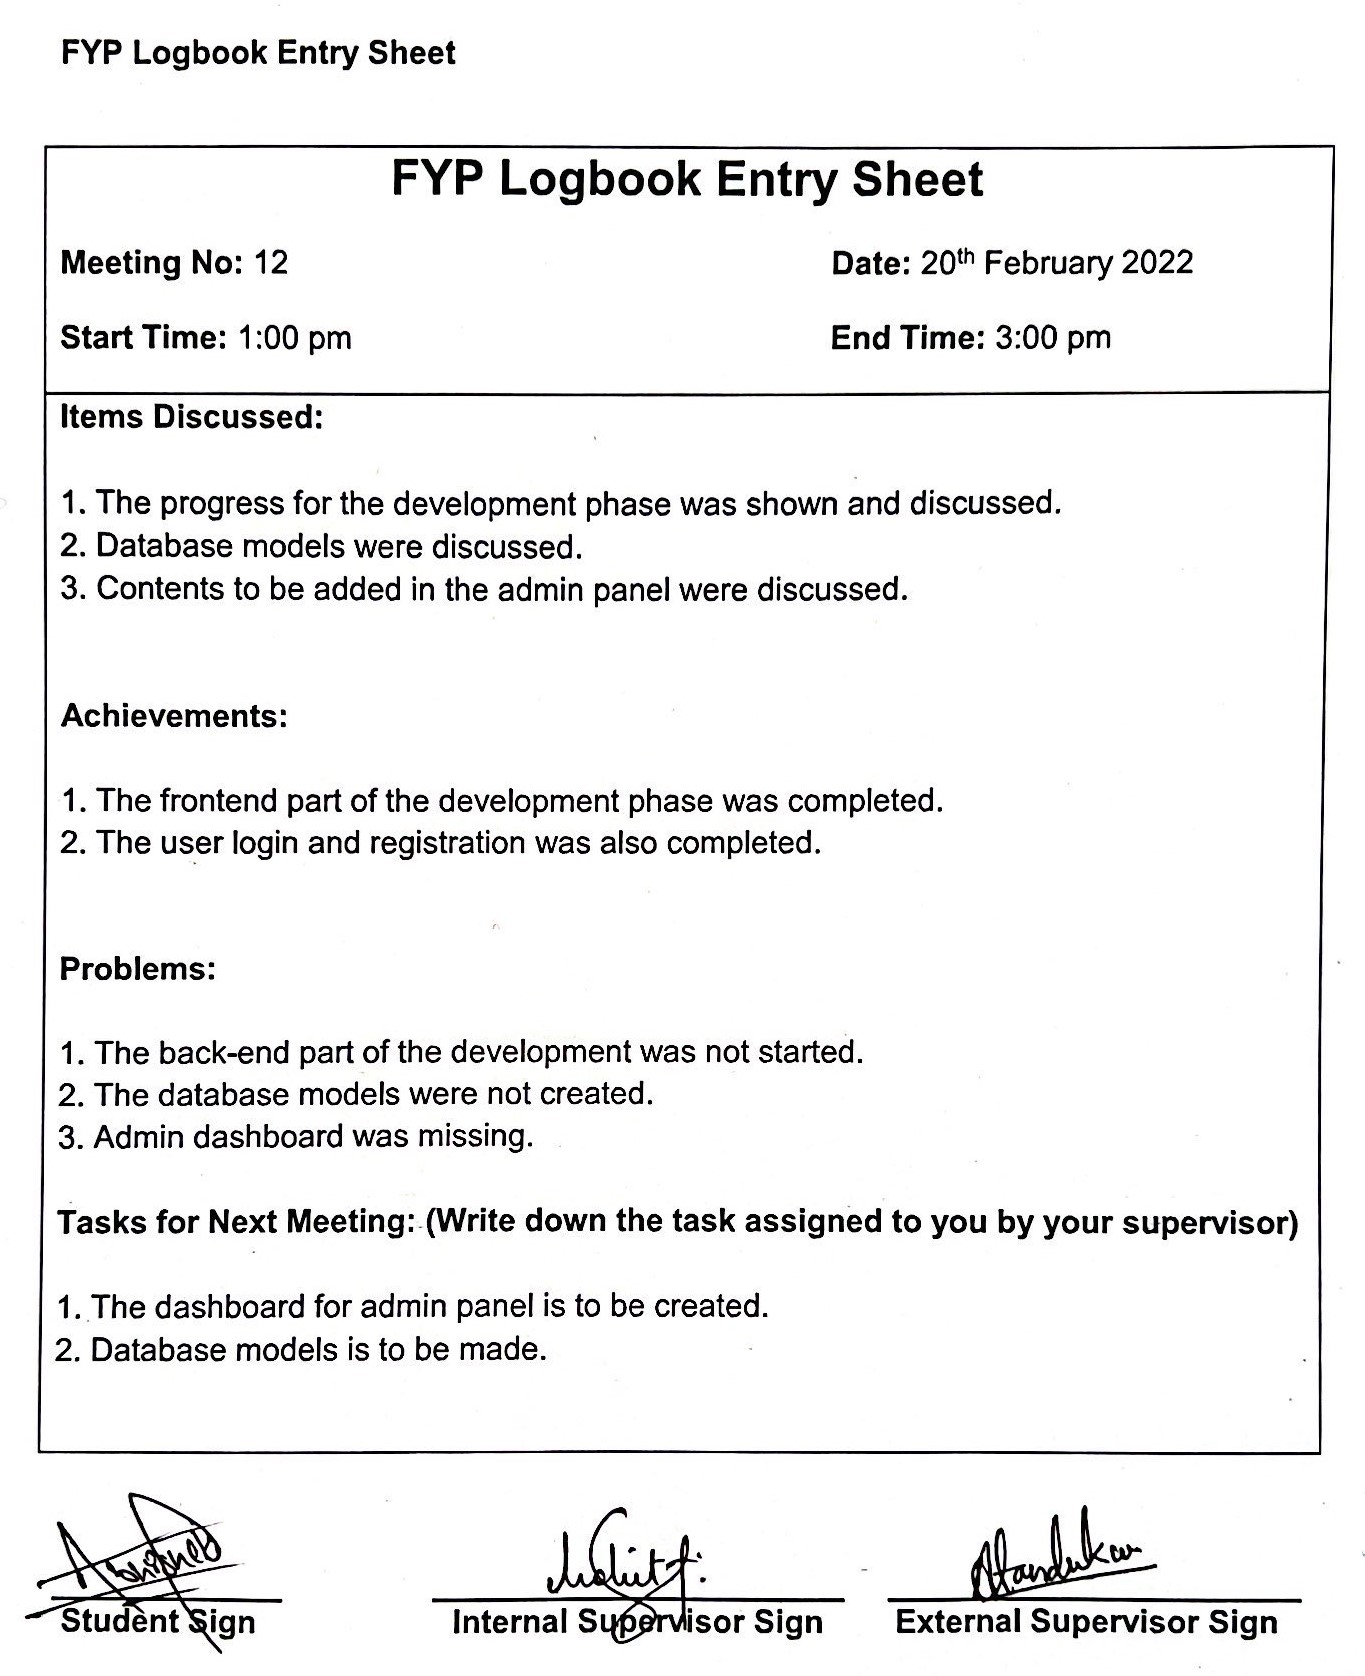 FYP Logbook Entry Sheet
FYP Logbook Entry Sheet
Meeting No: 12 Date: 20th February 2022
Start Time: 1:00 pm End Time: 3:00 pm
Items Discussed:
1. The progress for the development phase was shown and discussed.
2. Database models were discussed.
3. Contents to be added in the admin panel were discussed.
Achievements:
1. The frontend part of the development phase was completed.
2. The user login and registration was also completed.
Problems:
1. The back-end part of the development was not started.
2. The database models were not created.
3. Admin dashboard was missing.
Tasks for Next Meeting: (Write down the task assigned to you by your supervisor)
1. The dashboard for admin panel is to be created.
2. Database models is to be made.
Student Sign Internal Supervisor Sign External Supervisor Sign